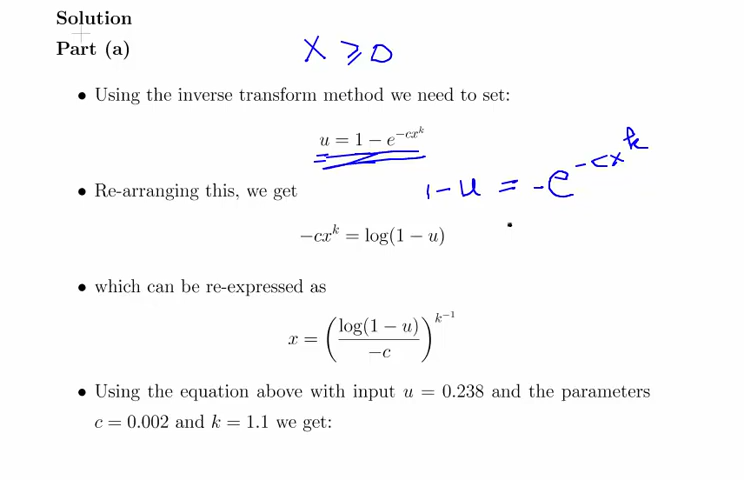 Solution
Part (a)
X ⩾ 0
• Using the inverse transform method we need to set:
u = 1 − e^{−cx^k}
• Re-arranging this, we get
1 − u = -e^{−cx^k}
−cx^k = log(1 − u)
• which can be re-expressed as
x = (log(1 − u) / −c)^{k^{−1}}
• Using the equation above with input u = 0.238 and the parameters
c = 0.002 and k = 1.1 we get: